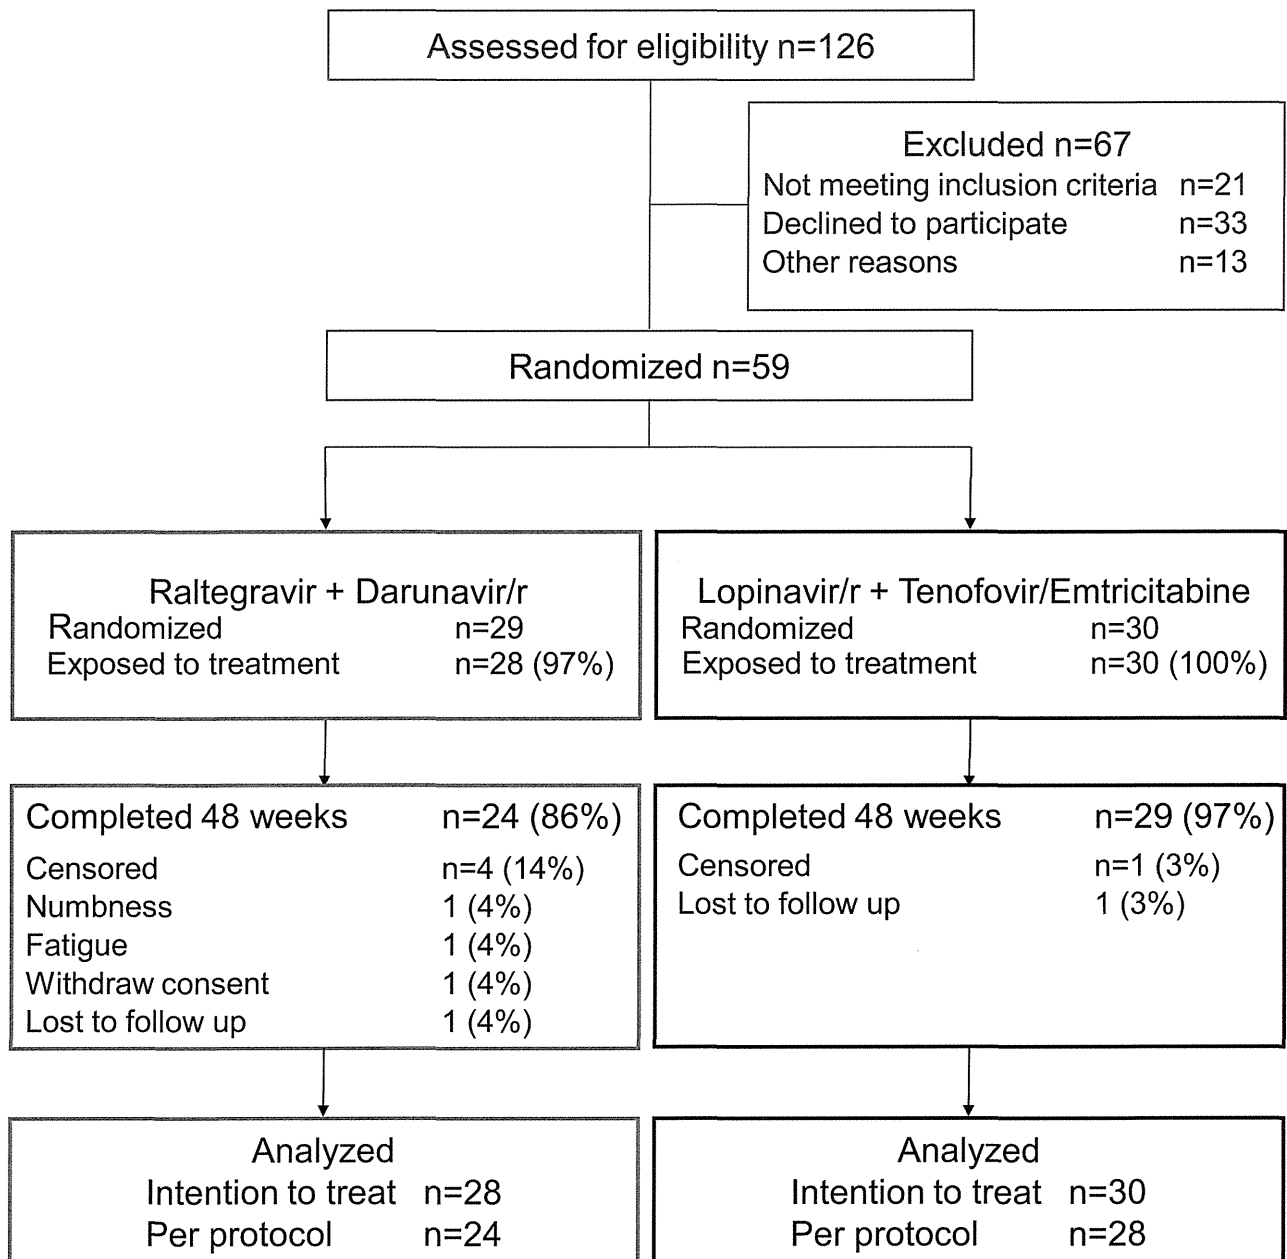 Assessed for eligibility n=126
Excluded n=67
Not meeting inclusion criteria n=21
Declined to participate n=33
Other reasons n=13
Randomized n=59
Raltegravir + Darunavir/r
Randomized n=29
Exposed to treatment n=28 (97%)
Lopinavir/r + Tenofovir/Emtricitabine
Randomized n=30
Exposed to treatment n=30 (100%)
Completed 48 weeks n=24 (86%)
Censored n=4 (14%)
Numbness 1 (4%)
Fatigue 1 (4%)
Withdraw consent 1 (4%)
Lost to follow up 1 (4%)
Completed 48 weeks n=29 (97%)
Censored n=1 (3%)
Lost to follow up 1 (3%)
Analyzed
Intention to treat n=28
Per protocol n=24
Analyzed
Intention to treat n=30
Per protocol n=28